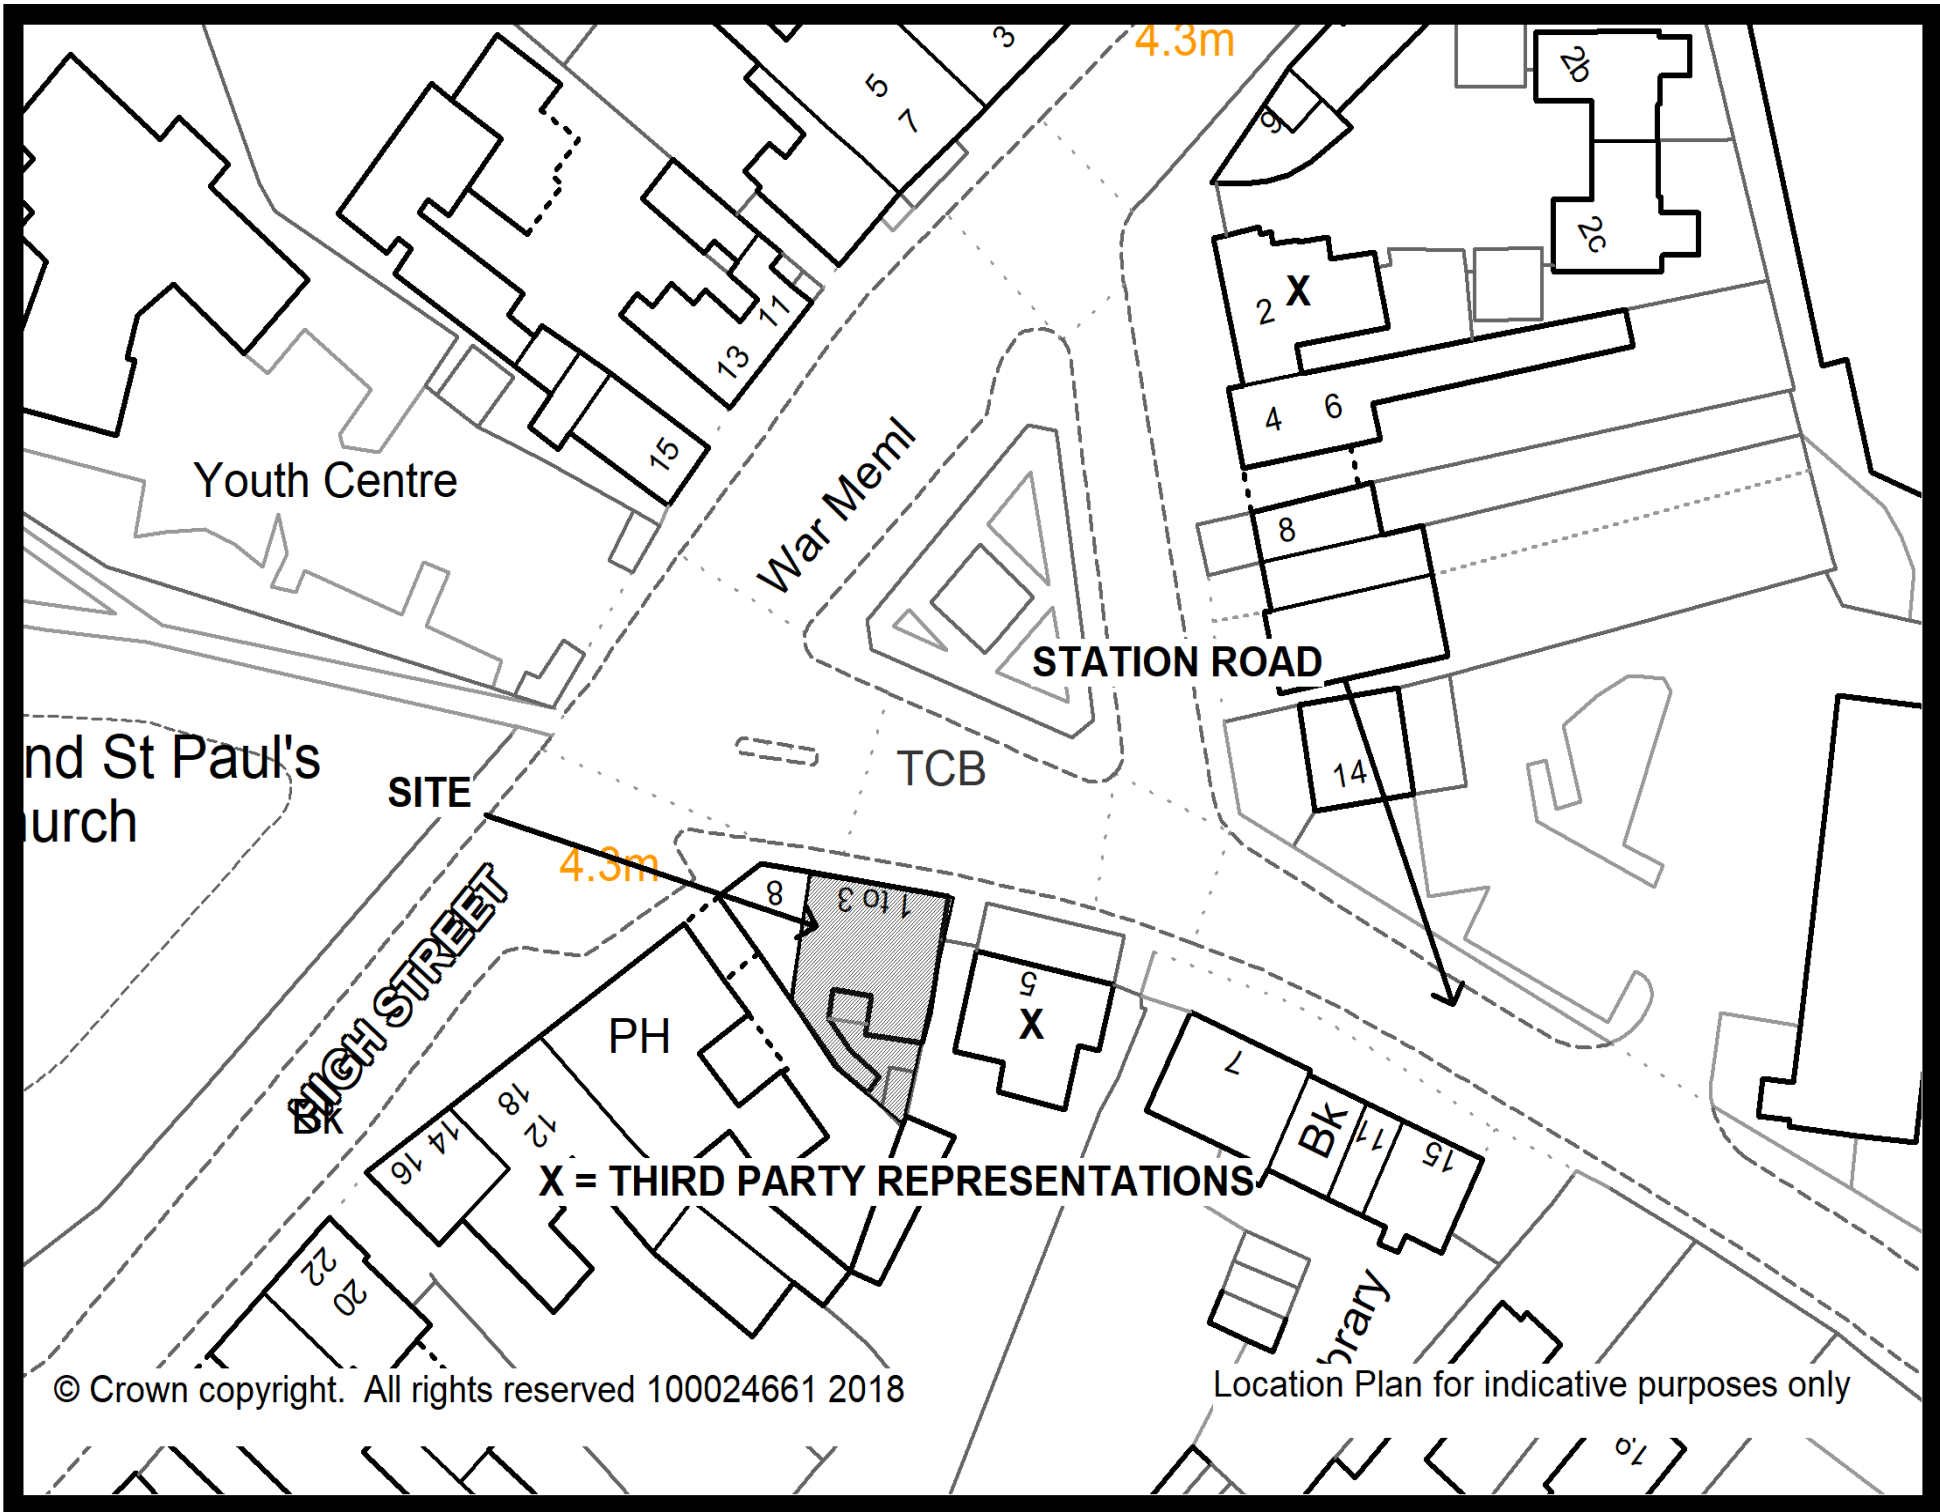 4.3m
3
5
7
9
2b
2c
2 X
11
13
15
4 6
8
Youth Centre
War Meml
STATION ROAD
nd St Paul's
urch
TCB
14
SITE
4.3m
8
1 to 3
HIGH STREET
Bk
PH
5
X
7
Bk
11
15
18
12
14
16
X = THIRD PARTY REPRESENTATIONS
22
20
brary
© Crown copyright. All rights reserved 100024661 2018
Location Plan for indicative purposes only
19